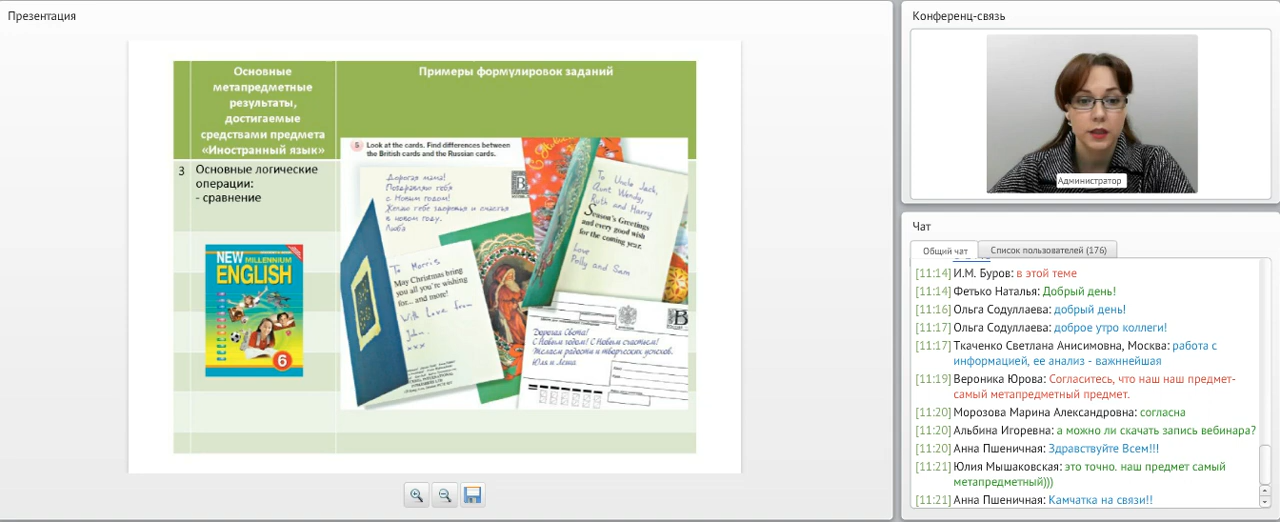 Презентация
Основные
метапредметные
результаты,
достигаемые
средствами предмета
«Иностранный язык»
Примеры формулировок заданий
3
Основные логические
операции:
- сравнение
NEW
MILLENNIUM
ENGLISH
6
5 Look at the cards. Find differences between
the British cards and the Russian cards.
Дорогая мама!
Поздравляю тебя
с Новым годом!
Желаю тебе здоровья и счастья
в новом году.
Люба
To Uncle Jack,
Aunt Wendy,
Ruth and Harry
Season's Greetings
and every good wish
for the coming year.
Love
Polly and Sam
To Morris
May Christmas bring
you all you're wishing
for... and more!
With Love from
John.
xxx
Дорогая Света!
С Новым годом! С Новым счастьем!
Желаем радости и творческих успехов.
Юля и Леша
Конференц-связь
Администратор
Чат
Общий чат
Список пользователей (176)
[11:14] И.М. Буров: в этой теме
[11:14] Фетько Наталья: Добрый день!
[11:16] Ольга Содуллаева: добрый день!
[11:17] Ольга Содуллаева: доброе утро коллеги!
[11:17] Ткаченко Светлана Анисимовна, Москва: работа с
информацией, ее анализ - важннейшая
[11:19] Вероника Юрова: Согласитесь, что наш наш предмет-
самый метапредметный предмет.
[11:20] Морозова Марина Александровна: согласна
[11:20] Альбина Игоревна: а можно ли скачать запись вебинара?
[11:20] Анна Пшеничная: Здравствуйте Всем!!!
[11:21] Юлия Мышаковская: это точно. наш предмет самый
метапредметный)))
[11:21] Анна Пшеничная: Камчатка на связи!!